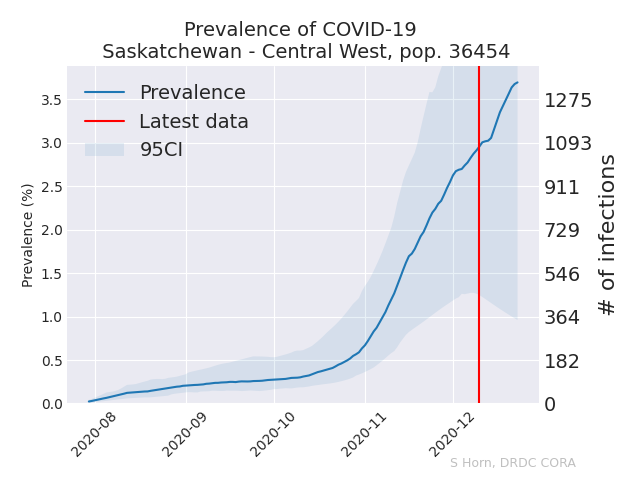 Prevalence of COVID-19
Saskatchewan - Central West, pop. 36454
Prevalence
Latest data
95CI
Prevalence (%)
3.5
3.0
2.5
2.0
1.5
1.0
0.5
0.0
1275
1093
911
729
546
364
182
0
# of infections
2020-08
2020-09
2020-10
2020-11
2020-12
S Horn, DRDC CORA